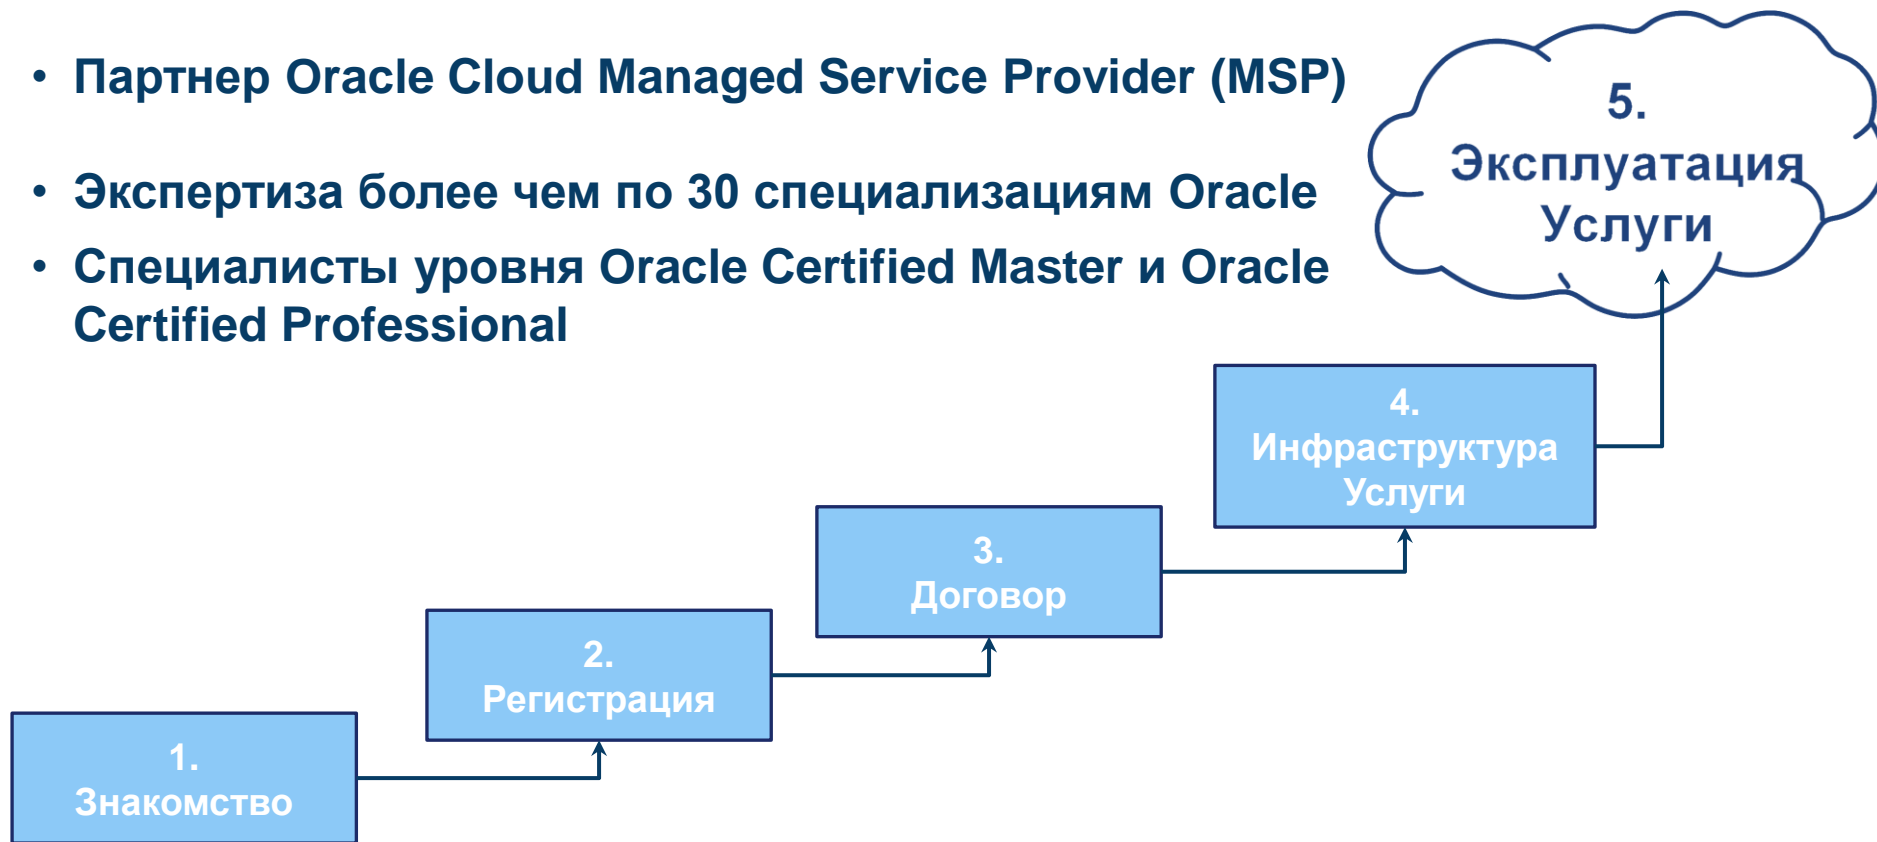 • Партнер Oracle Cloud Managed Service Provider (MSP)
• Экспертиза более чем по 30 специализациям Oracle
• Специалисты уровня Oracle Certified Master и Oracle
Certified Professional
5.
Эксплуатация
Услуги
4.
Инфраструктура
Услуги
3.
Договор
2.
Регистрация
1.
Знакомство